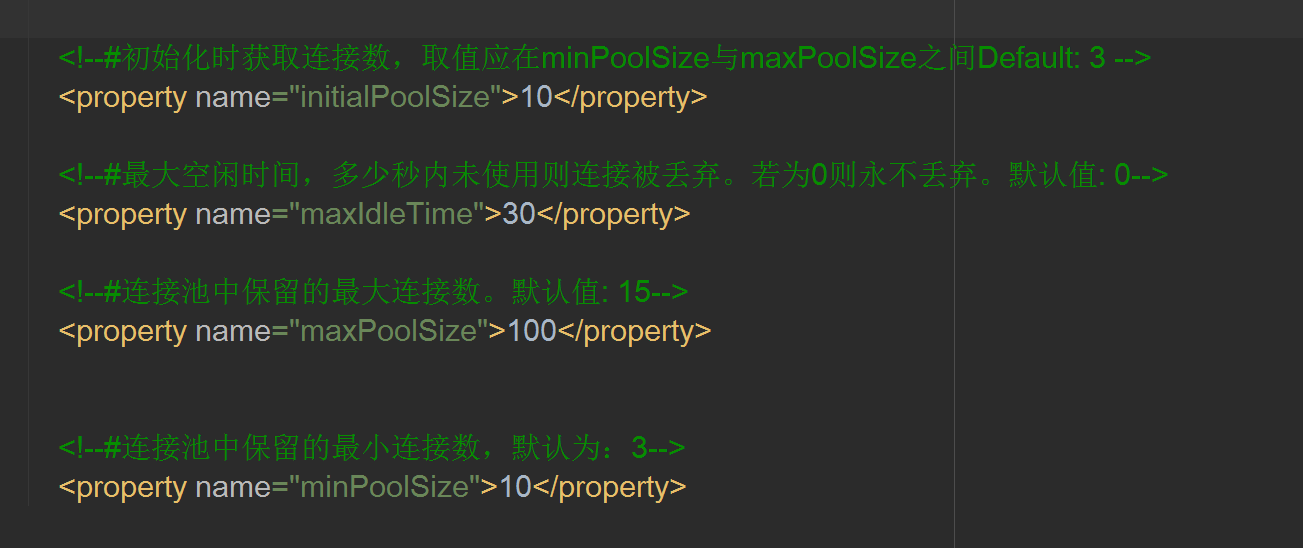 <!--#初始化时获取连接数，取值应在minPoolSize与maxPoolSize之间Default: 3 -->
<property name="initialPoolSize">10</property>
<!--#最大空闲时间，多少秒内未使用则连接被丢弃。若为0则永不丢弃。默认值: 0-->
<property name="maxIdleTime">30</property>
<!--#连接池中保留的最大连接数。默认值: 15-->
<property name="maxPoolSize">100</property>
<!--#连接池中保留的最小连接数，默认为：3-->
<property name="minPoolSize">10</property>